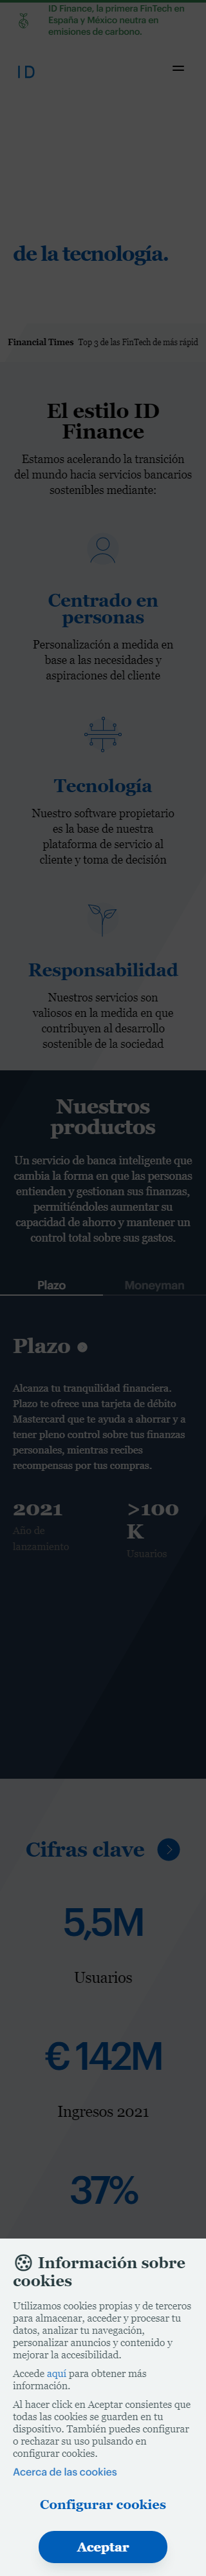 ID Finance, la primera FinTech en
España y México neutra en
emisiones de carbono.
ID
de la tecnología.
Financial Times Top 3 de las FinTech de más rápid
El estilo ID
Finance
Estamos acelerando la transición
del mundo hacia servicios bancarios
sostenibles mediante:
Centrado en
personas
Personalización a medida en
base a las necesidades y
aspiraciones del cliente
Tecnología
Nuestro software propietario
es la base de nuestra
plataforma de servicio al
cliente y toma de decisión
Responsabilidad
Nuestros servicios son
valiosos en la medida en que
contribuyen al desarrollo
sostenible de la sociedad
Nuestros
productos
Un servicio de banca inteligente que
cambia la forma en que las personas
entienden y gestionan sus finanzas,
permitiéndoles aumentar su
capacidad de ahorro y mantener un
control total sobre sus gastos.
Plazo Moneyman
Plazo
Alcanza tu tranquilidad financiera.
Plazo te ofrece una tarjeta de débito
Mastercard que te ayuda a ahorrar y a
tener pleno control sobre tus finanzas
personales, mientras recibes
recompensas por tus compras.
2021 >100
K
Año de
lanzamiento
Usuarios
Cifras clave
5,5M
Usuarios
€ 142M
Ingresos 2021
37%
Información sobre
cookies
Utilizamos cookies propias y de terceros
para almacenar, acceder y procesar tu
datos, analizar tu navegación,
personalizar anuncios y contenido y
mejorar la accesibilidad.
Accede aquí para obtener más
información.
Al hacer click en Aceptar consientes que
todas las cookies se guarden en tu
dispositivo. También puedes configurar
o rechazar su uso pulsando en
configurar cookies.
Acerca de las cookies
Configurar cookies
Aceptar